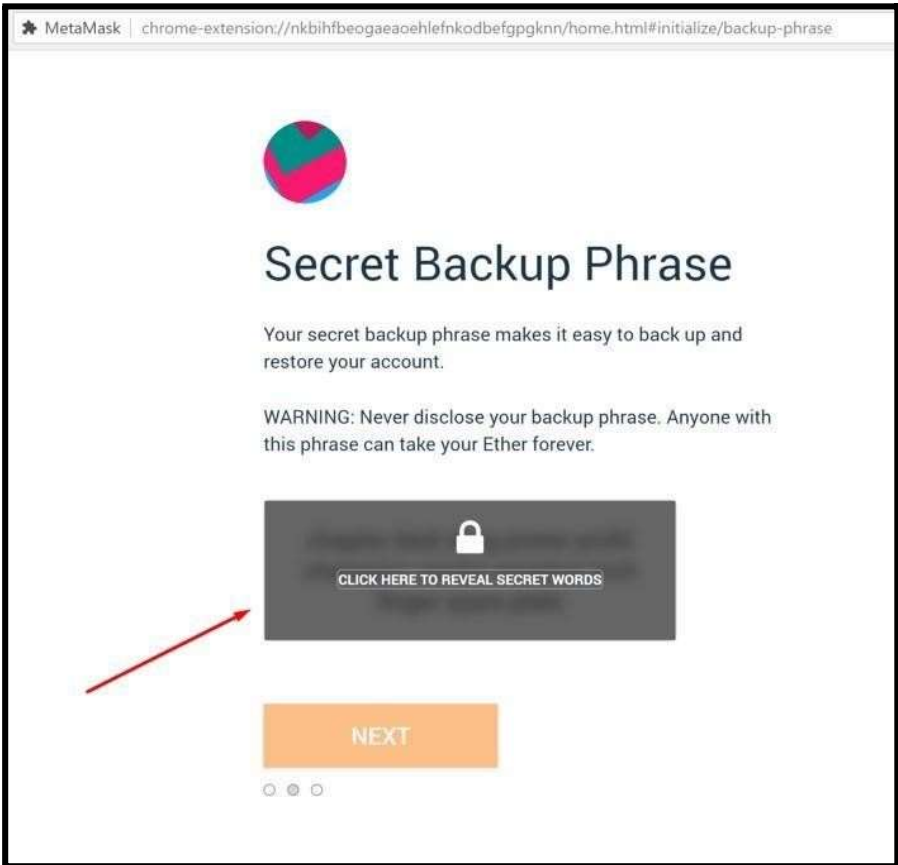 MetaMask | chrome-extension://nkbihfbeogaeaoehlefnkodbefgpgknn/home.html#initialize/backup-phrase
Secret Backup Phrase
Your secret backup phrase makes it easy to back up and
restore your account.
WARNING: Never disclose your backup phrase. Anyone with
this phrase can take your Ether forever.
CLICK HERE TO REVEAL SECRET WORDS
NEXT